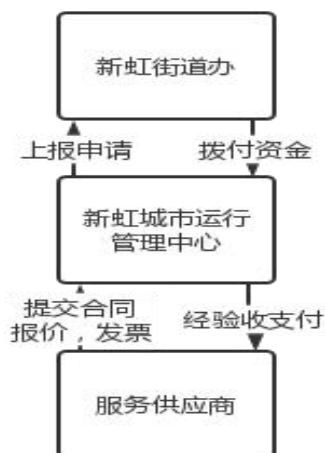 新虹街道办
上报申请
拨付资金
新虹城市运行
管理中心
提交合同
报价，发票
经验收支付
服务供应商